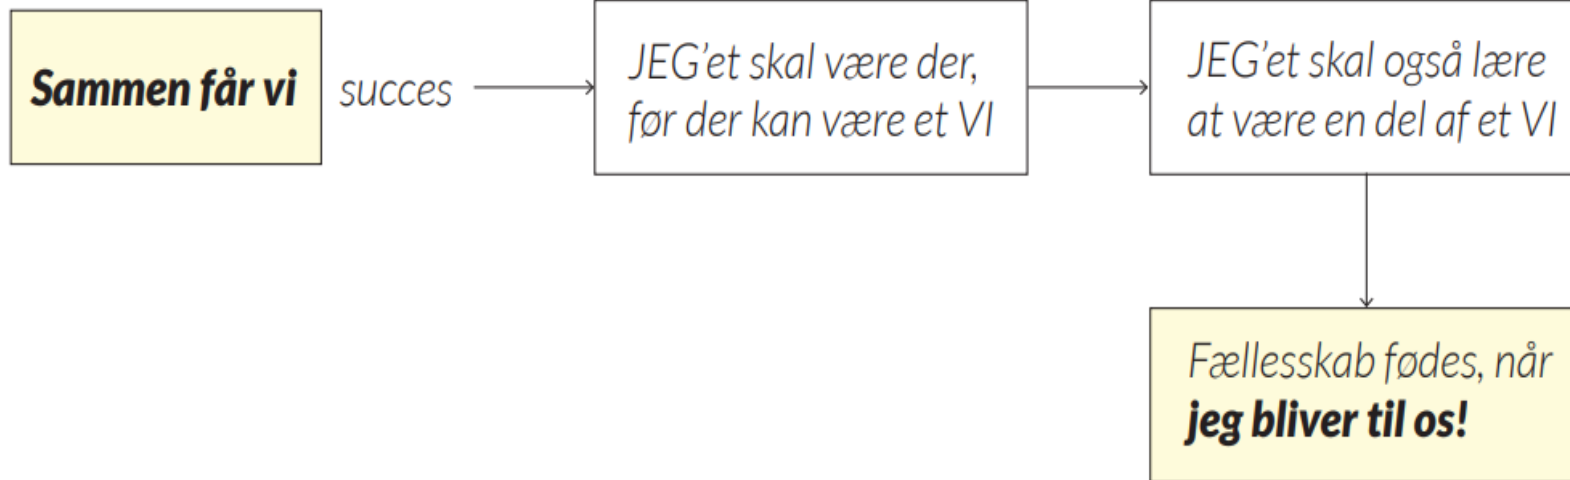 Sammen får vi succes
JEG’et skal være der,
før der kan være et VI
JEG’et skal også lære
at være en del af et VI
Fællesskab fødes, når
jeg bliver til os!